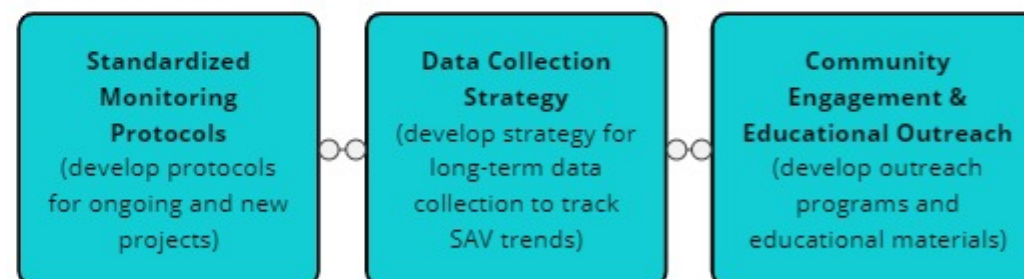 Standardized
Monitoring
Protocols
(develop protocols
for ongoing and new
projects)
Data Collection
Strategy
(develop strategy for
long-term data
collection to track
SAV trends)
Community
Engagement &
Educational Outreach
(develop outreach
programs and
educational materials)